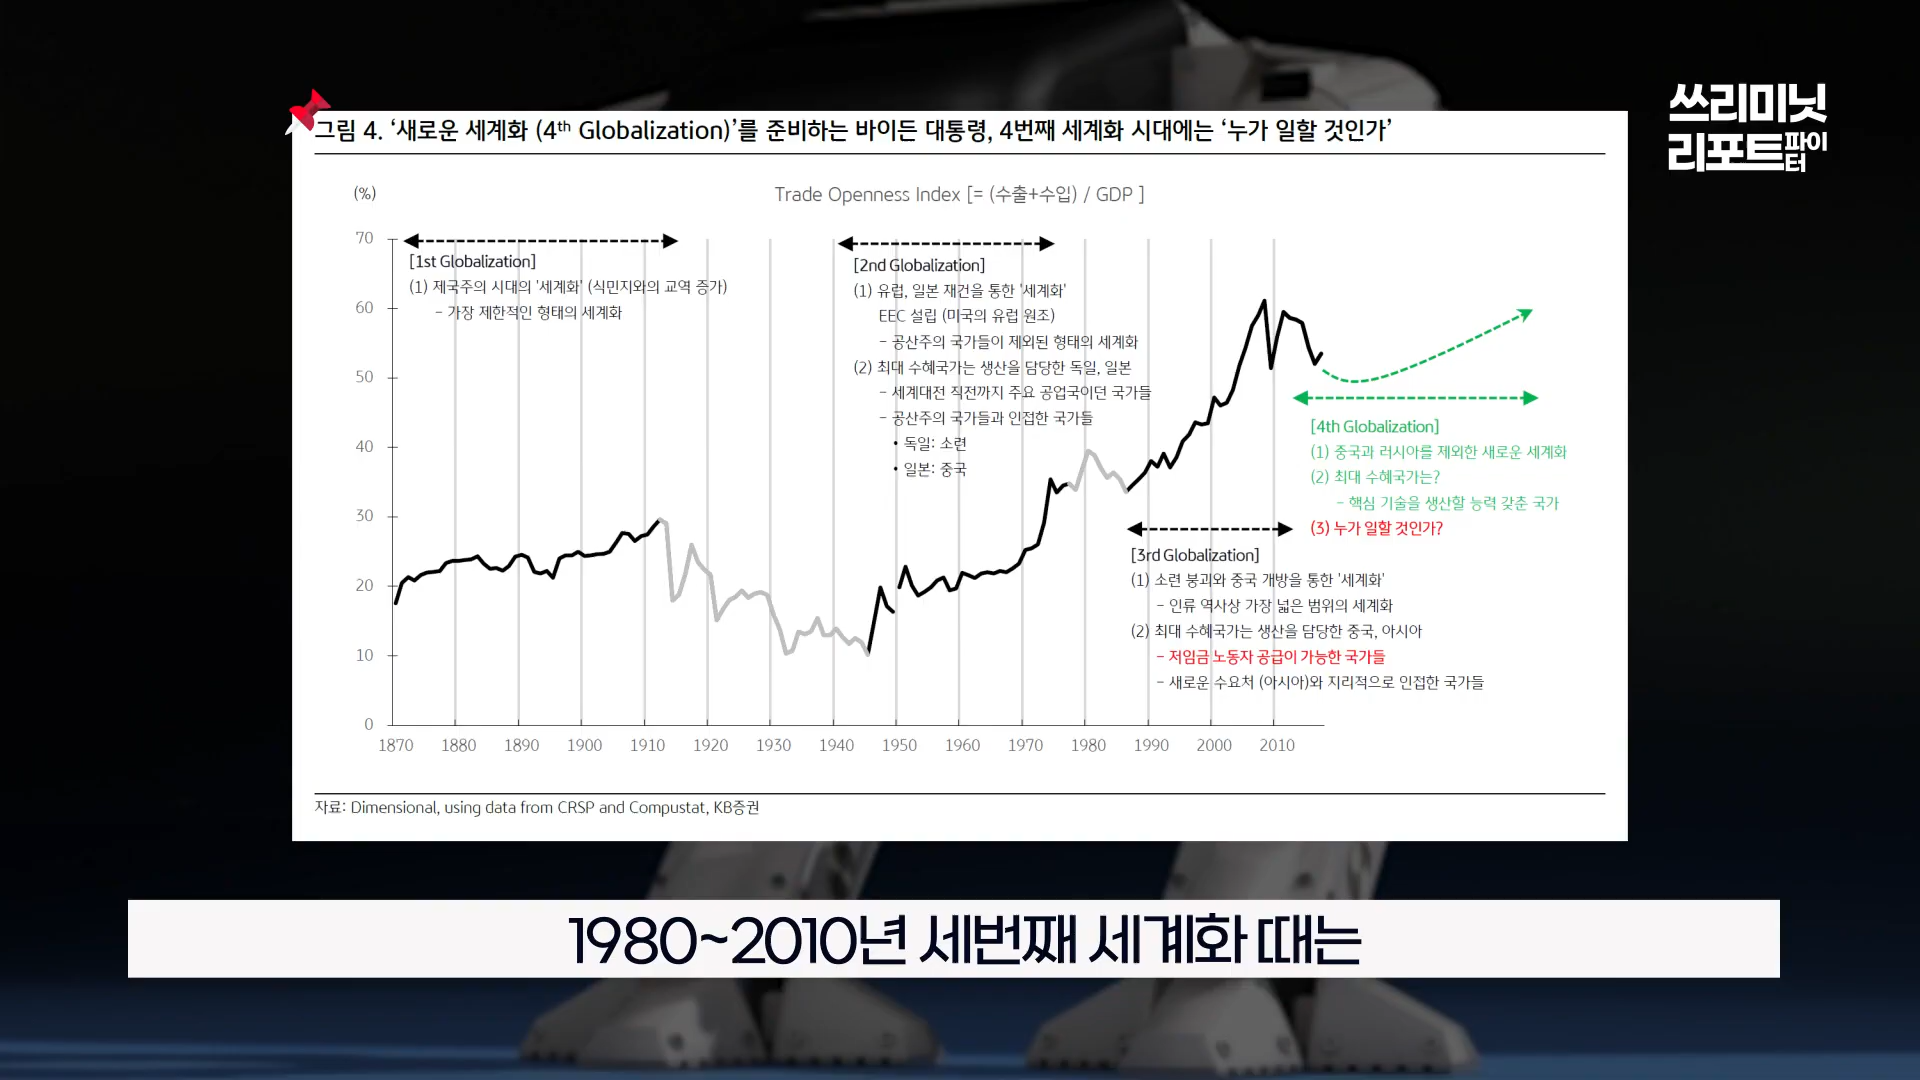 쓰리미닛
리포트파이터
그림 4. ‘새로운 세계화 (4th Globalization)’를 준비하는 바이든 대통령, 4번째 세계화 시대에는 ‘누가 일할 것인가’
(%)
Trade Openness Index [= (수출+수입) / GDP ]
70
60
50
40
30
20
10
0
[1st Globalization]
(1) 제국주의 시대의 '세계화' (식민지와의 교역 증가)
– 가장 제한적인 형태의 세계화
[2nd Globalization]
(1) 유럽, 일본 재건을 통한 '세계화'
EEC 설립 (미국의 유럽 원조)
– 공산주의 국가들이 제외된 형태의 세계화
(2) 최대 수혜국가는 생산을 담당한 독일, 일본
– 세계대전 직전까지 주요 공업국이던 국가들
– 공산주의 국가들과 인접한 국가들
• 독일: 소련
• 일본: 중국
[3rd Globalization]
(1) 소련 붕괴와 중국 개방을 통한 '세계화'
– 인류 역사상 가장 넓은 범위의 세계화
(2) 최대 수혜국가는 생산을 담당한 중국, 아시아
– 저임금 노동자 공급이 가능한 국가들
– 새로운 수요처 (아시아)와 지리적으로 인접한 국가들
[4th Globalization]
(1) 중국과 러시아를 제외한 새로운 세계화
(2) 최대 수혜국가는?
– 핵심 기술을 생산할 능력 갖춘 국가
(3) 누가 일할 것인가?
1870 1880 1890 1900 1910 1920 1930 1940 1950 1960 1970 1980 1990 2000 2010
자료: Dimensional, using data from CRSP and Compustat, KB증권
1980~2010년 세번째 세계화 때는